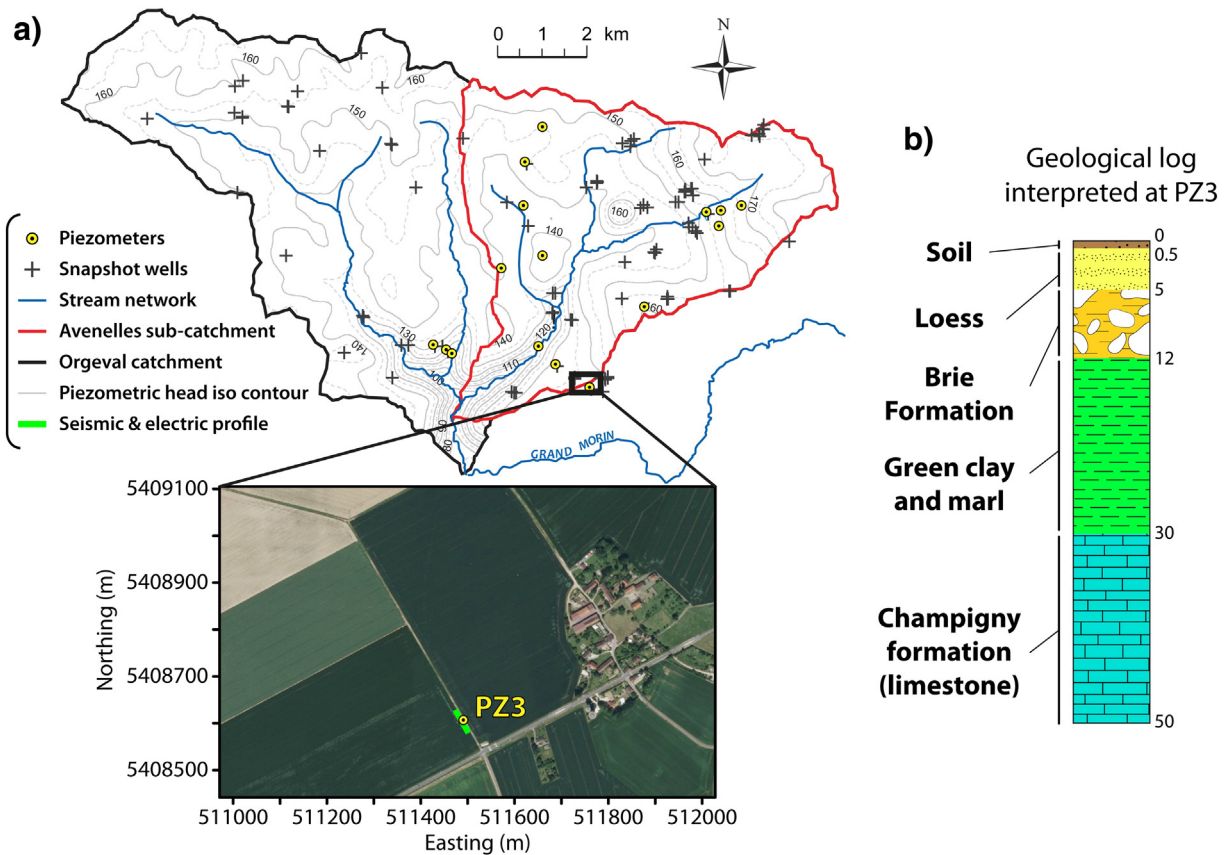 a)
0 1 2 km
N
160
160
160
160
150
150
160
170
160
140
130
140
140
120
110
100
60
90
80
GRAND MORIN
Piezometers
Snapshot wells
Stream network
Avenelles sub-catchment
Orgeval catchment
Piezometric head iso contour
Seismic & electric profile
5409100
5408900
5408700
5408500
Northing (m)
PZ3
511000 511200 511400 511600 511800 512000
Easting (m)
b)
Geological log
interpreted at PZ3
0
Soil
0.5
5
Loess
12
Brie
Formation
Green clay
and marl
30
Champigny
formation
(limestone)
50